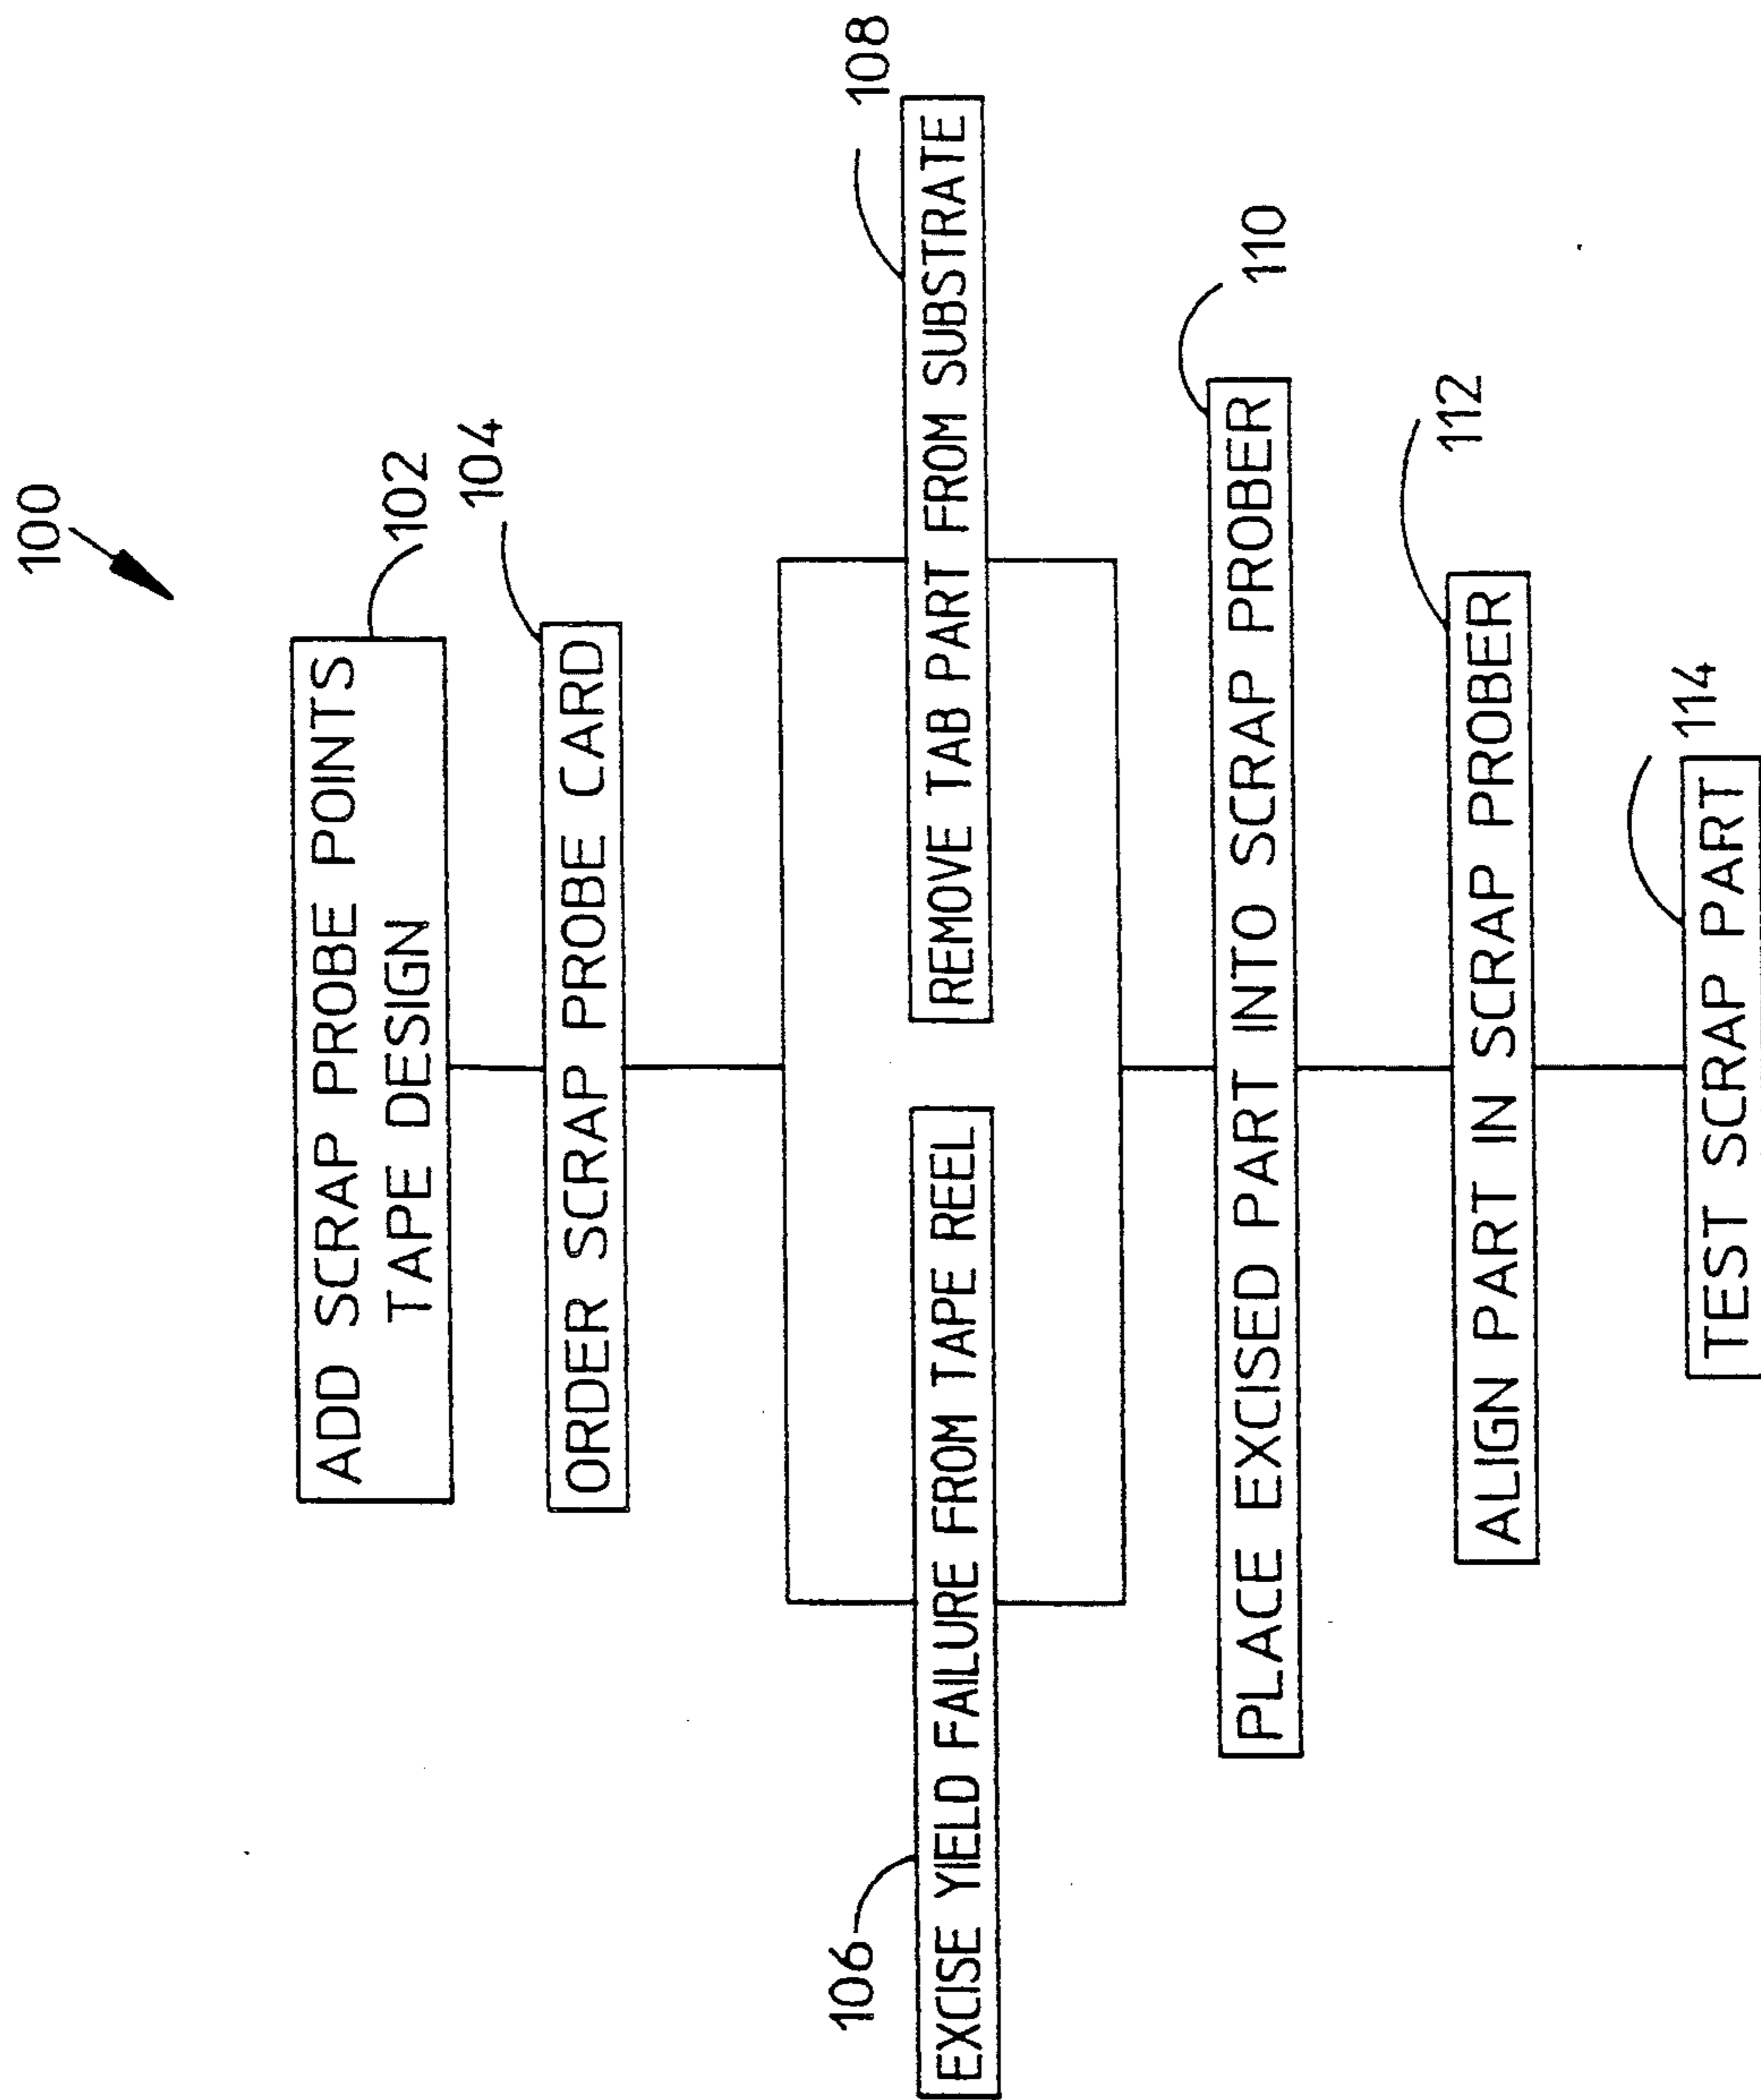 100
ADD SCRAP PROBE POINTS
TAPE DESIGN
102
104
ORDER SCRAP PROBE CARD
106
108
EXCISE YIELD FAILURE FROM TAPE REEL
REMOVE TAB PART FROM SUBSTRATE
110
PLACE EXCISED PART INTO SCRAP PROBER
112
ALIGN PART IN SCRAP PROBER
114
TEST SCRAP PART